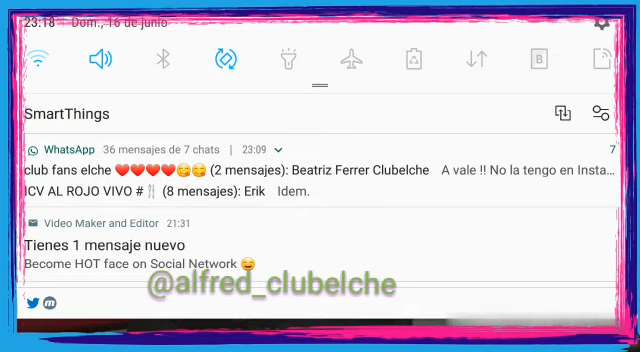 23:18 | Dom., 16 de junio
SmartThings
WhatsApp 36 mensajes de 7 chats | 23:09 7
club fans elche ❤️❤️❤️❤️😋😋 (2 mensajes): Beatriz Ferrer Clubelche A vale !! No la tengo en Insta…
ICV AL ROJO VIVO #🍴 (8 mensajes): Erik Idem.
Video Maker and Editor 21:31
Tienes 1 mensaje nuevo
Become HOT face on Social Network 😄
@alfred_clubelche